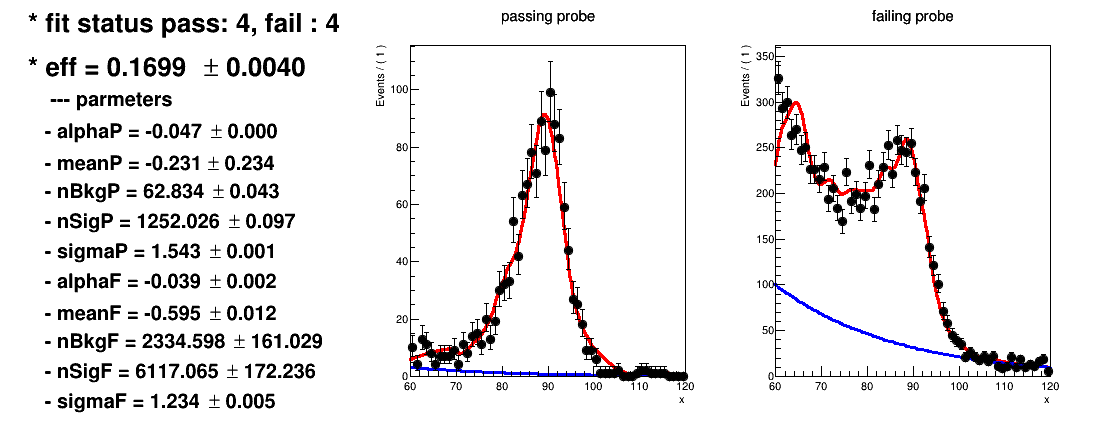 * fit status pass: 4, fail : 4
* eff = 0.1699 ± 0.0040
--- parmeters
- alphaP = -0.047 ± 0.000
- meanP = -0.231 ± 0.234
- nBkgP = 62.834 ± 0.043
- nSigP = 1252.026 ± 0.097
- sigmaP = 1.543 ± 0.001
- alphaF = -0.039 ± 0.002
- meanF = -0.595 ± 0.012
- nBkgF = 2334.598 ± 161.029
- nSigF = 6117.065 ± 172.236
- sigmaF = 1.234 ± 0.005
passing probe
Events / ( 1 )
100
80
60
40
20
0
60 70 80 90 100 110 120
x
failing probe
Events / ( 1 )
350
300
250
200
150
100
50
0
60 70 80 90 100 110 120
x